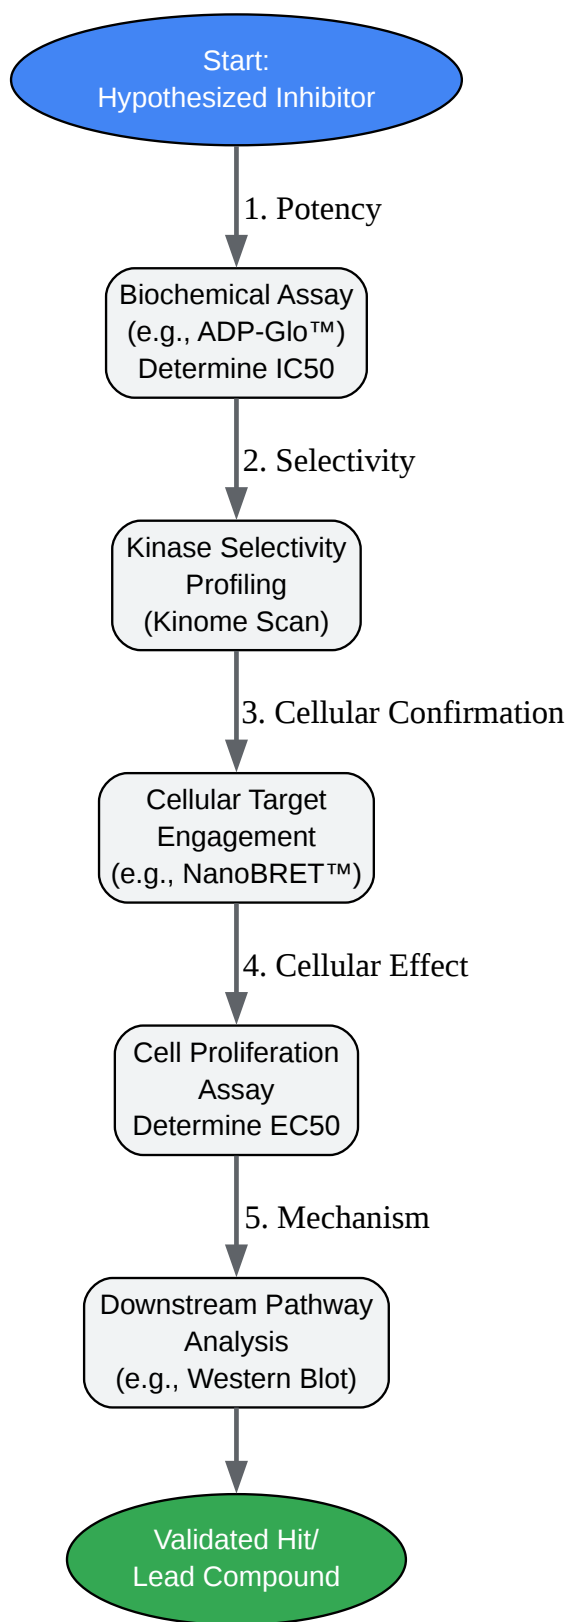 Start:
Hypothesized Inhibitor
1. Potency
Biochemical Assay
(e.g., ADP-Glo™)
Determine IC50
2. Selectivity
Kinase Selectivity
Profiling
(Kinome Scan)
3. Cellular Confirmation
Cellular Target
Engagement
(e.g., NanoBRET™)
4. Cellular Effect
Cell Proliferation
Assay
Determine EC50
5. Mechanism
Downstream Pathway
Analysis
(e.g., Western Blot)
Validated Hit/
Lead Compound